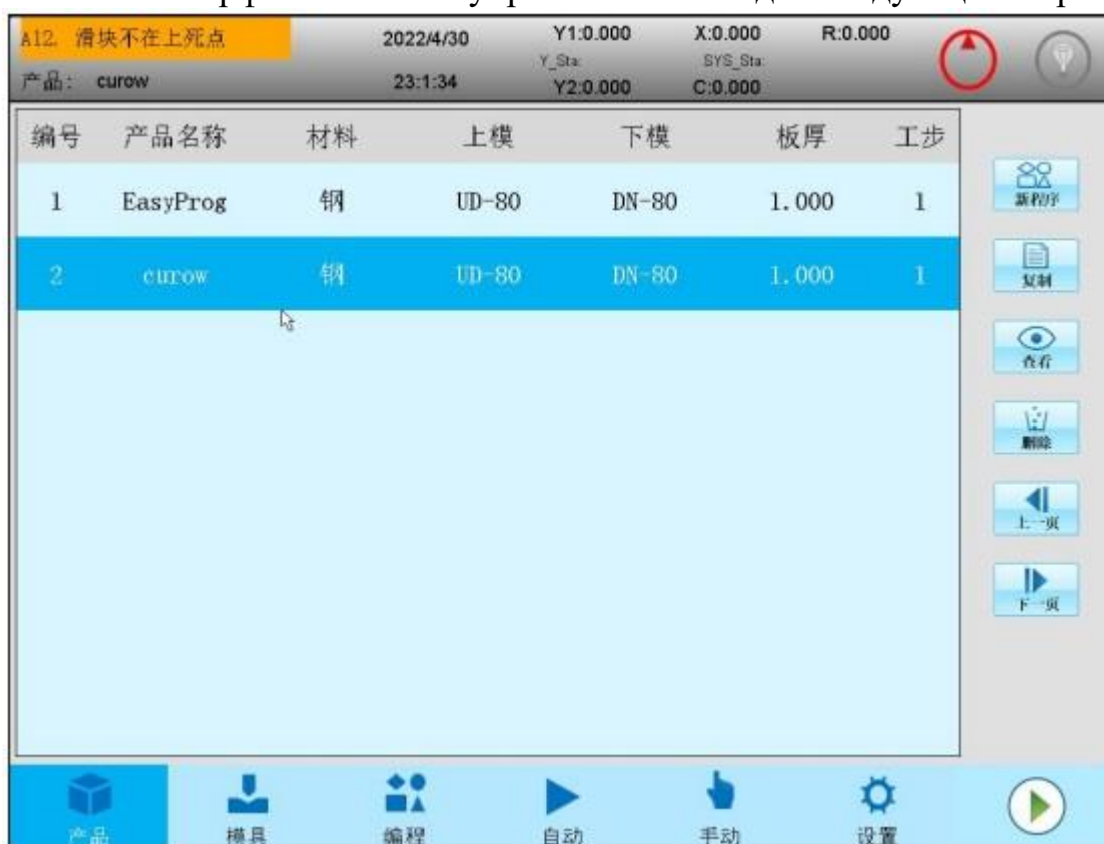 A12. 滑块不在上死点
2022/4/30
Y1:0.000
X:0.000
R:0.000
Y_Sta:
SYS_Sta:
产品: curow
23:1:34
Y2:0.000
C:0.000
编号 产品名称 材料 上模 下模 板厚 工步
1 EasyProg 钢 UD-80 DN-80 1.000 1
2 curow 钢 UD-80 DN-80 1.000 1
新程序
复制
查看
删除
上一页
下一页
产品 模具 编程 自动 手动 设置